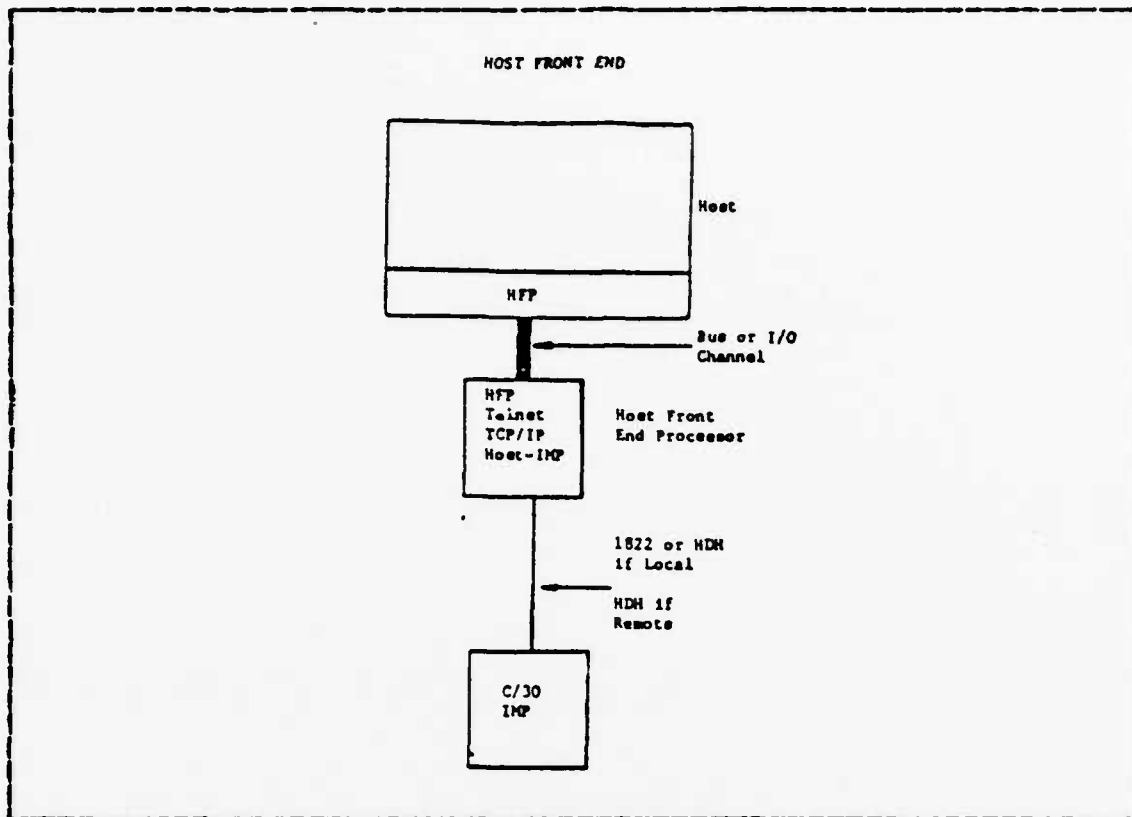 HOST FRONT END
Host
HFP
Bus or I/O
Channel
HFP
Telnet
TCP/IP
Host-IMP
Host Front
End Processor
1822 or HDH
if Local
HDH if
Remote
C/30
IMP